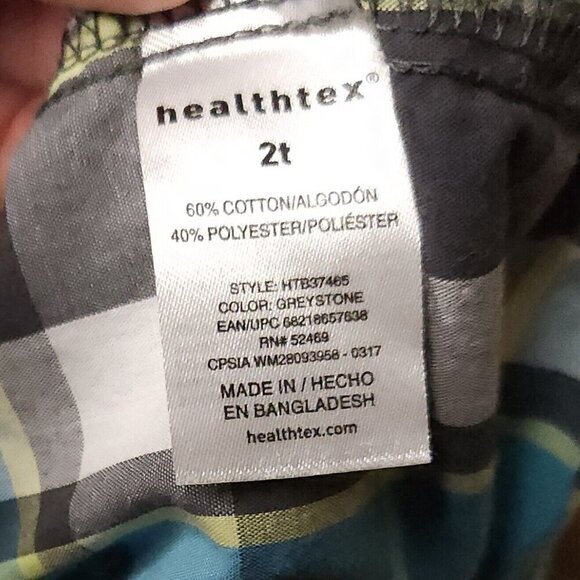 healthtex®
2t
60% COTTON/ALGODÓN
40% POLYESTER/POLIÉSTER
STYLE: HTB37465
COLOR: GREYSTONE
EAN/UPC 68218657638
RN# 52469
CPSIA WM28093958 - 0317
MADE IN / HECHO
EN BANGLADESH
healthtex.com